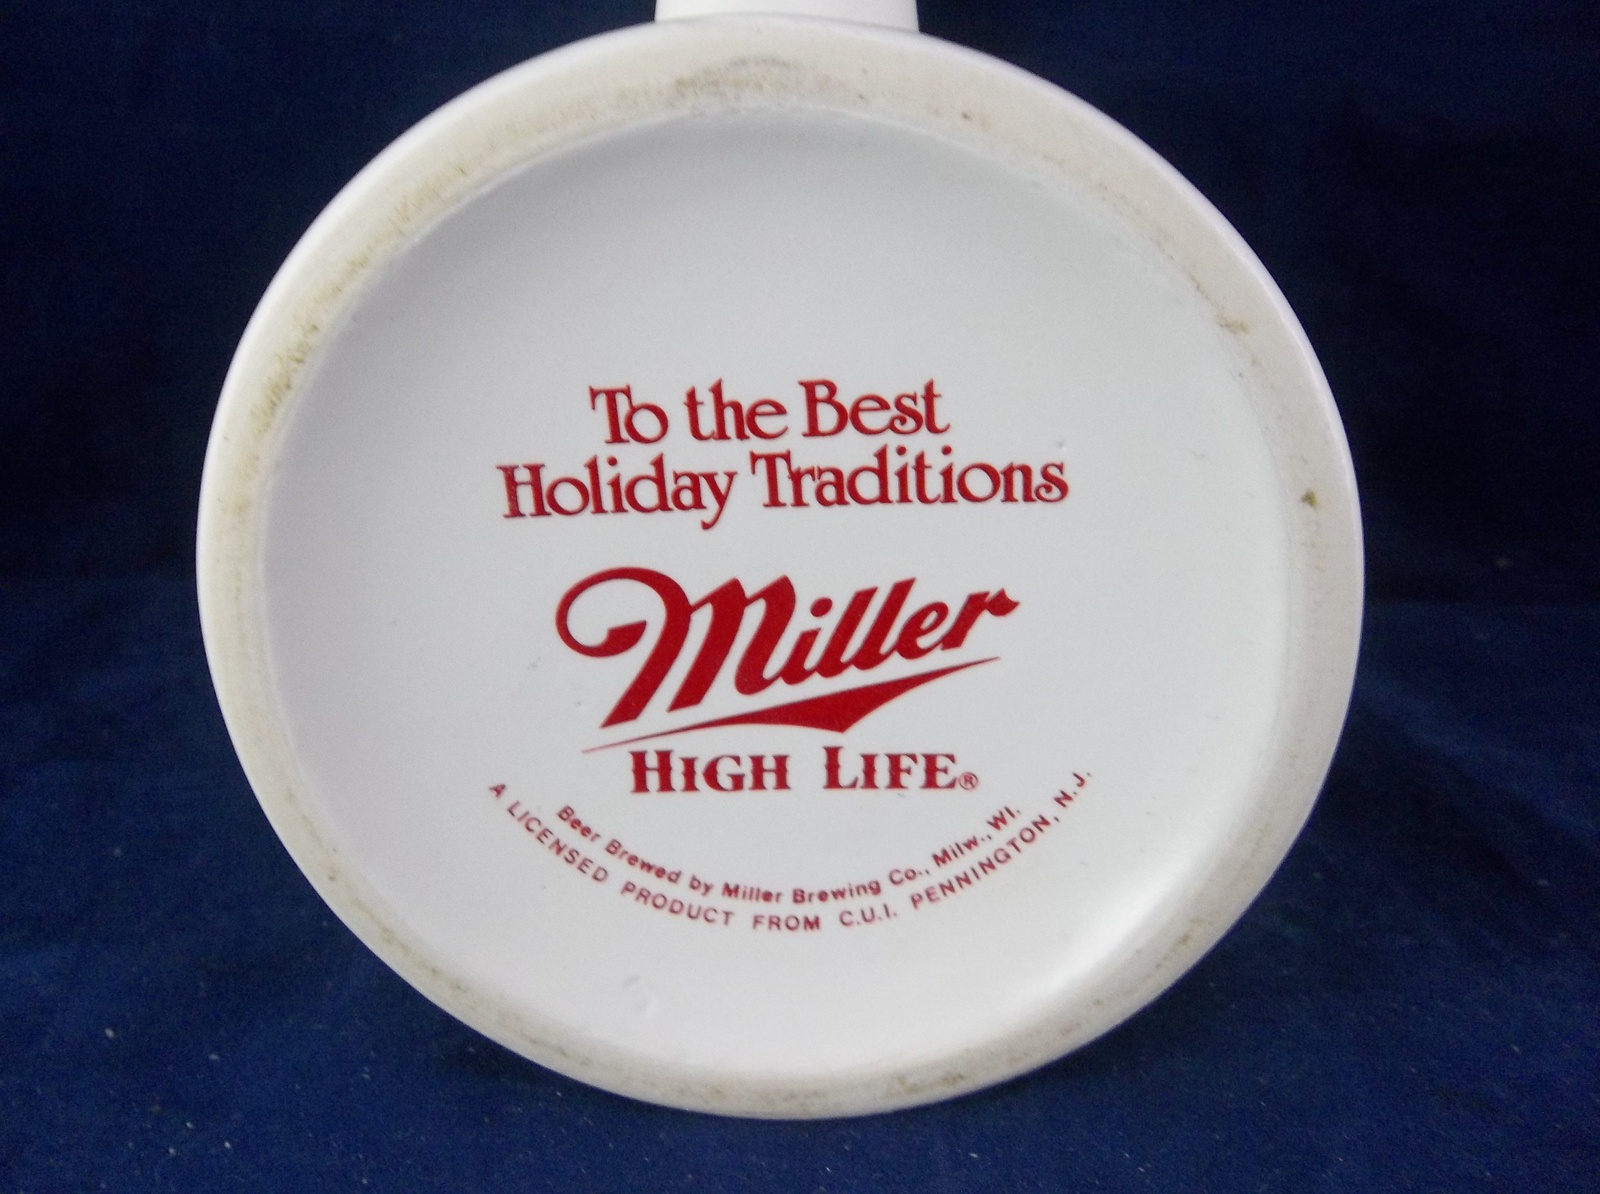 To the Best
Holiday Traditions
Miller
HIGH LIFE®
Beer Brewed by Miller Brewing Co., Milw., WI.
A LICENSED PRODUCT FROM C.U.I. PENNINGTON, N.J.